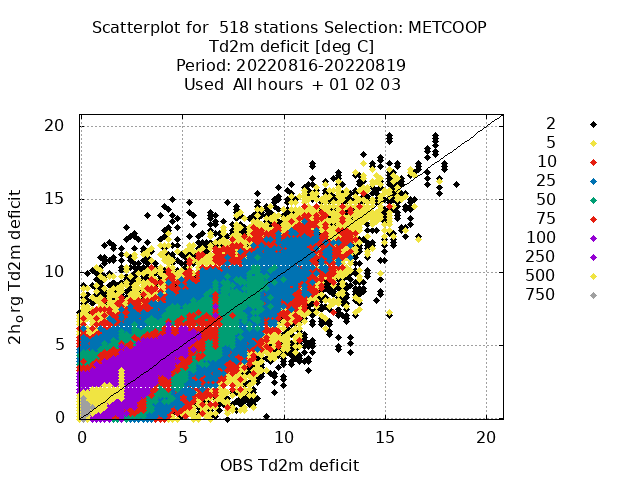 Scatterplot for  518 stations Selection: METCOOP
Td2m deficit [deg C]
Period: 20220816-20220819
Used  All hours  + 01 02 03
2
5
10
25
50
75
100
250
500
750
20
15
10
5
0
2horg Td2m deficit
0 5 10 15 20
OBS Td2m deficit